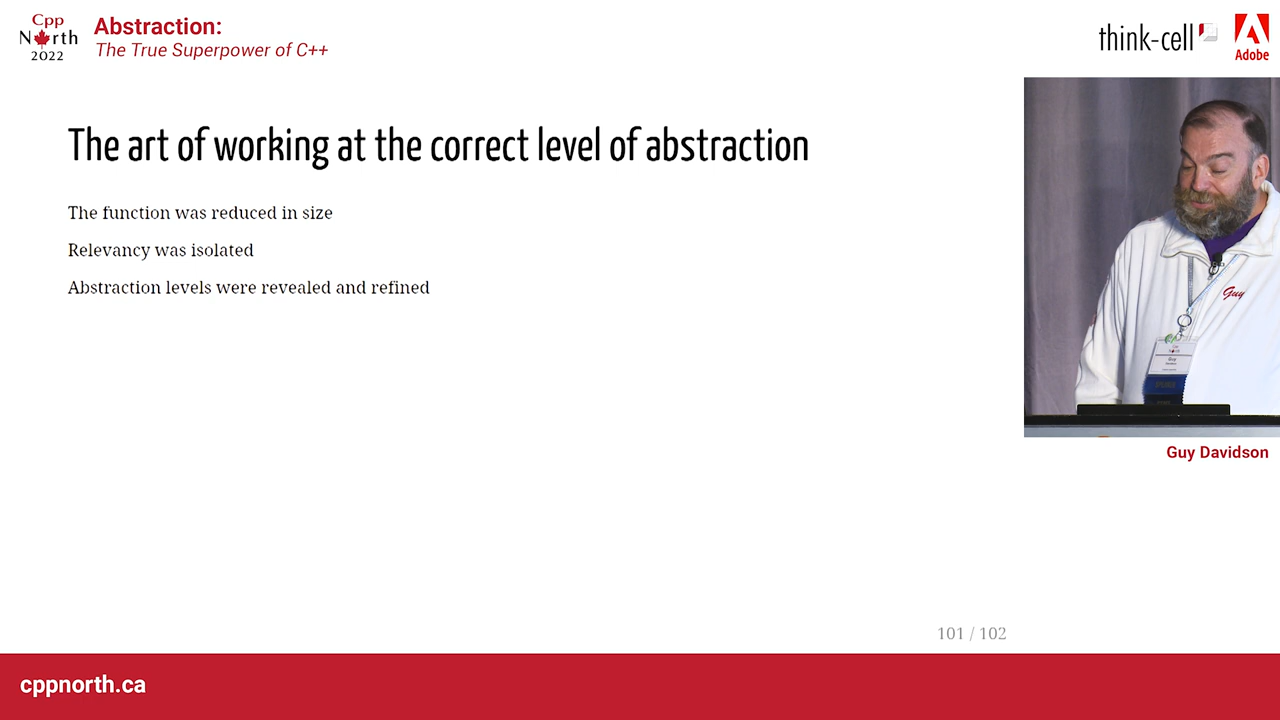 Cpp
North
2022
Abstraction:
The True Superpower of C++
think-cell
Adobe
The art of working at the correct level of abstraction
The function was reduced in size
Relevancy was isolated
Abstraction levels were revealed and refined
Guy
Guy
Guy Davidson
101 / 102
cppnorth.ca